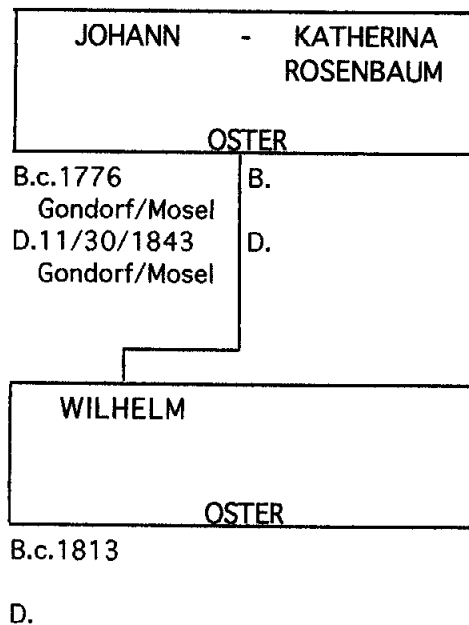 JOHANN - KATHERINA
ROSENBAUM
OSTER
B.c.1776 B.
Gondorf/Mosel
D.11/30/1843 D.
Gondorf/Mosel
WILHELM
OSTER
B.c.1813
D.